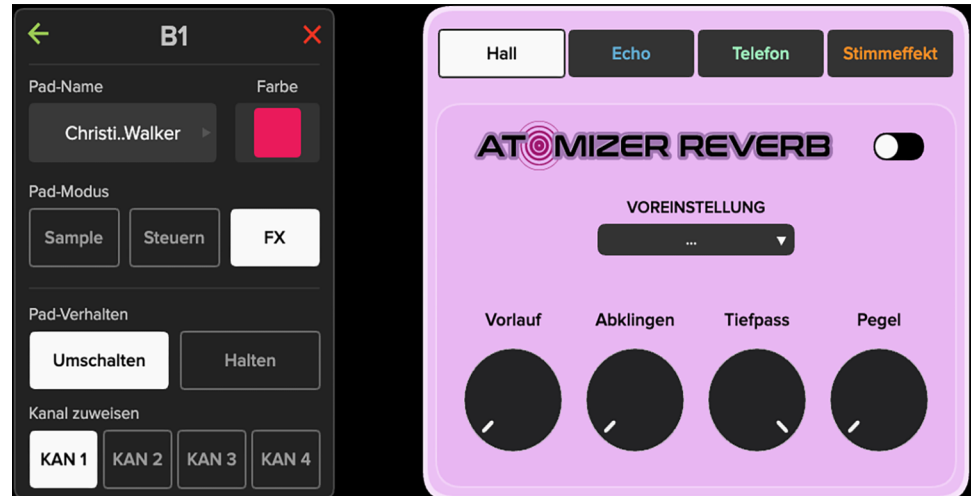 B1
Pad-Name
Farbe
Christi..Walker
Pad-Modus
Sample
Steuern
FX
Pad-Verhalten
Umschalten
Halten
Kanal zuweisen
KAN 1
KAN 2
KAN 3
KAN 4
Hall
Echo
Telefon
Stimmeffekt
ATOMIZER REVERB
VOREINSTELLUNG
...
Vorlauf
Abklingen
Tiefpass
Pegel